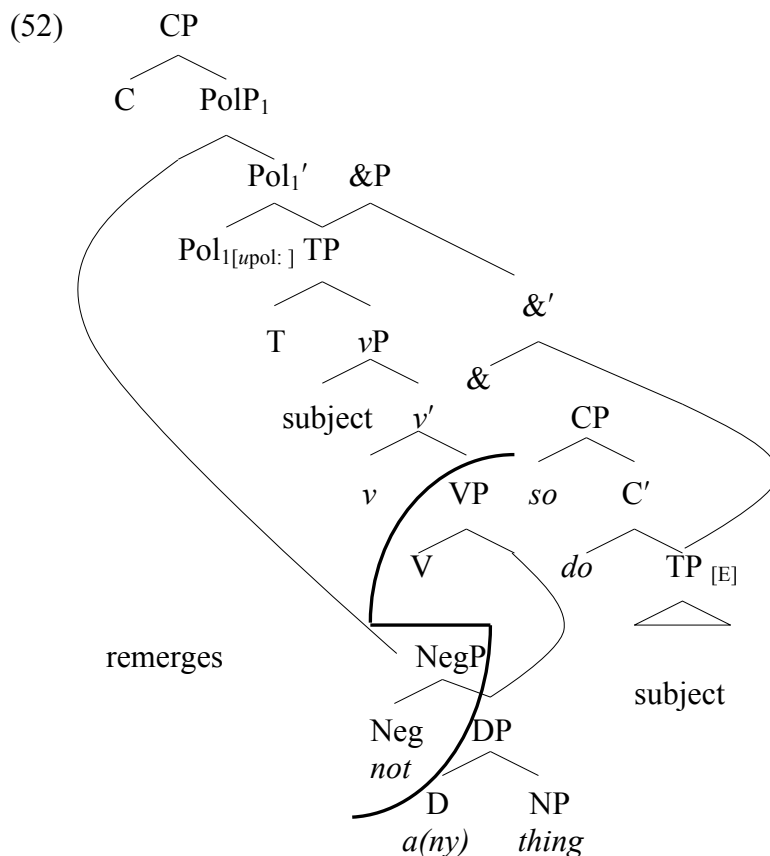 (52) CP
C PolP₁
Pol₁′ &P
Pol₁[upol: ] TP
&′
T vP
&
subject v′ CP
v VP so C′
V do TP [E]
remerges NegP
subject
Neg DP
not
D NP
a(ny) thing